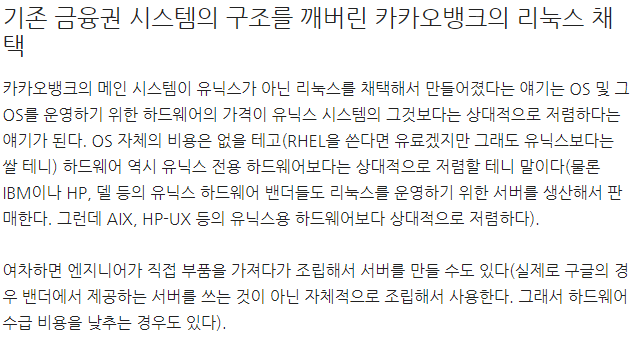 기존 금융권 시스템의 구조를 깨버린 카카오뱅크의 리눅스 채
택
카카오뱅크의 메인 시스템이 유닉스가 아닌 리눅스를 채택해서 만들어졌다는 얘기는 OS 및 그
OS를 운영하기 위한 하드웨어의 가격이 유닉스 시스템의 그것보다는 상대적으로 저렴하다는
얘기가 된다. OS 자체의 비용은 없을 테고(RHEL을 쓴다면 유료겠지만 그래도 유닉스보다는
쌀 테니) 하드웨어 역시 유닉스 전용 하드웨어보다는 상대적으로 저렴할 테니 말이다(물론
IBM이나 HP, 델 등의 유닉스 하드웨어 밴더들도 리눅스를 운영하기 위한 서버를 생산해서 판
매한다. 그런데 AIX, HP-UX 등의 유닉스용 하드웨어보다 상대적으로 저렴하다).
여차하면 엔지니어가 직접 부품을 가져다가 조립해서 서버를 만들 수도 있다(실제로 구글의 경
우 밴더에서 제공하는 서버를 쓰는 것이 아닌 자체적으로 조립해서 사용한다. 그래서 하드웨어
수급 비용을 낮추는 경우도 있다).